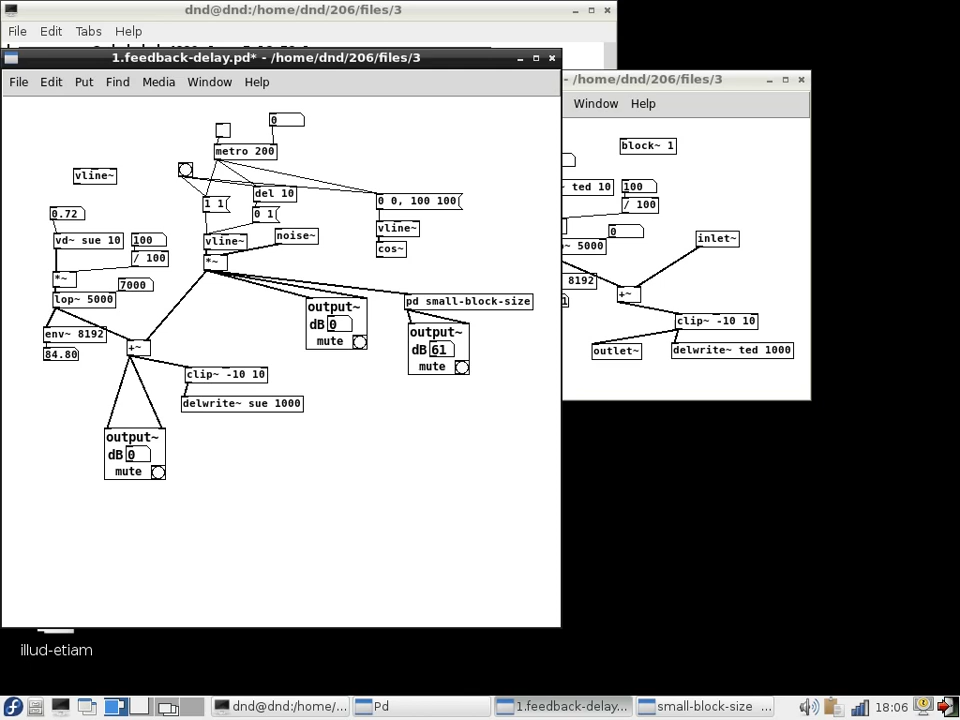 dnd@dnd:/home/dnd/206/files/3
File Edit Tabs Help
1.feedback-delay.pd* - /home/dnd/206/files/3
File Edit Put Find Media Window Help
0
metro 200
vline~
del 10
1 1
0 1
0 0, 100 100
0.72
vd~ sue 10
100
/ 100
vline~
noise~
vline~
*~
cos~
*~
7000
lop~ 5000
env~ 8192
84.80
+~
output~
dB 0
mute
pd small-block-size
output~
dB 61
mute
clip~ -10 10
delwrite~ sue 1000
output~
dB 0
mute
- /home/dnd/206/files/3
Window Help
block~ 1
ted 10
100
/ 100
0
~ 5000
inlet~
8192
+~
clip~ -10 10
outlet~
delwrite~ ted 1000
illud-etiam
dnd@dnd:/home/...
Pd
1.feedback-delay...
small-block-size ...
18:06